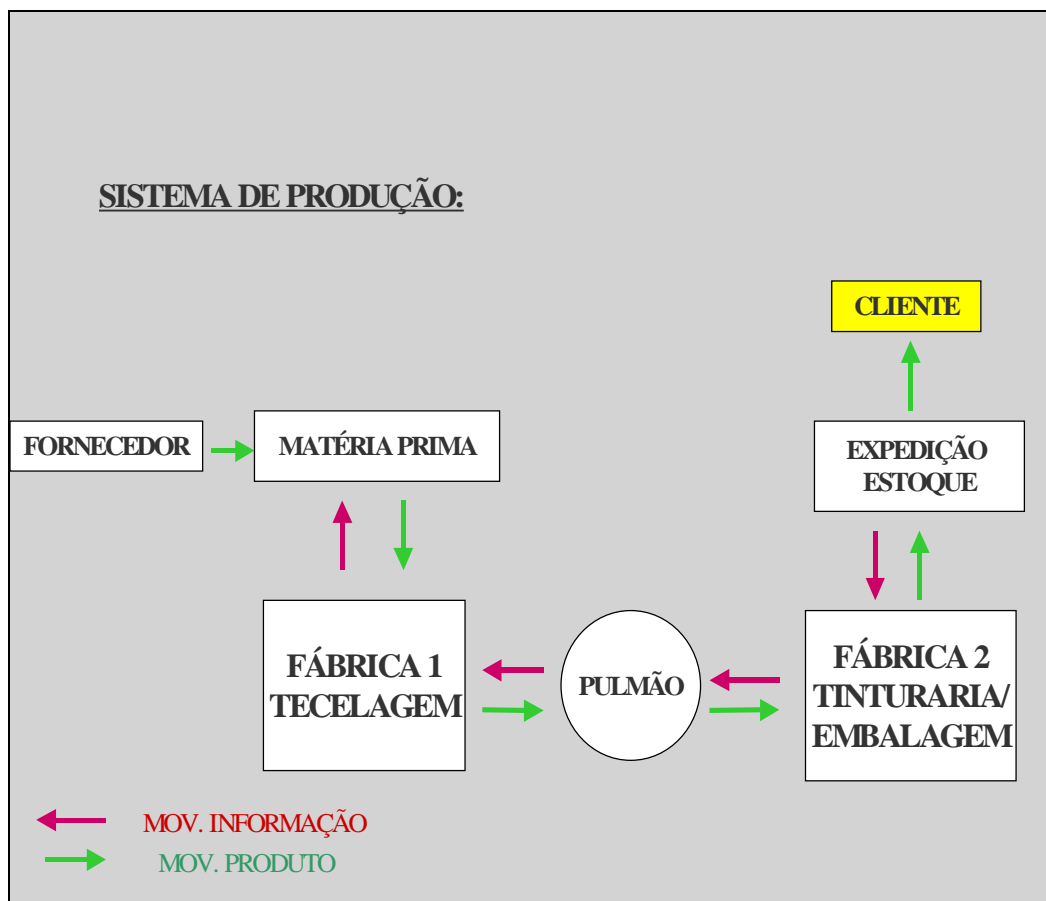 SISTEMA DE PRODUÇÃO:
CLIENTE
FORNECEDOR
MATÉRIA PRIMA
EXPEDIÇÃO
ESTOQUE
FÁBRICA 1
TECELAGEM
PULMÃO
FÁBRICA 2
TINTURARIA/
EMBALAGEM
MOV. INFORMAÇÃO
MOV. PRODUTO